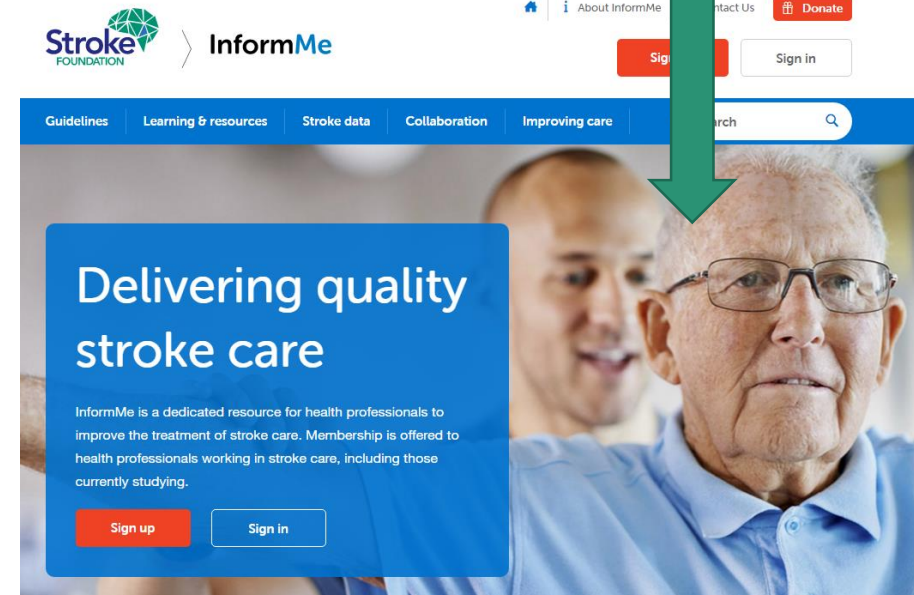 About InformMe
Us
Donate
Stroke
FOUNDATION
InformMe
Sign in
Guidelines
Learning & resources
Stroke data
Collaboration
Improving care
Delivering quality
stroke care
InformMe is a dedicated resource for health professionals to
improve the treatment of stroke care. Membership is offered to
health professionals working in stroke care, including those
currently studying.
Sign up
Sign in